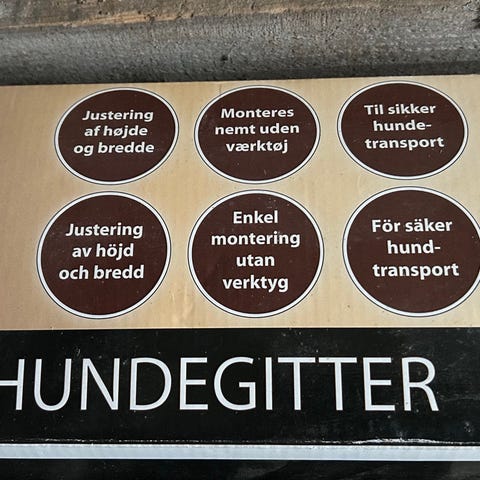 Justering
af højde
og bredde
Monteres
nemt uden
værktøj
Til sikker
hunde-
transport
Justering
av höjd
och bredd
Enkel
montering
utan
verktyg
För säker
hund-
transport
HUNDEGITTER